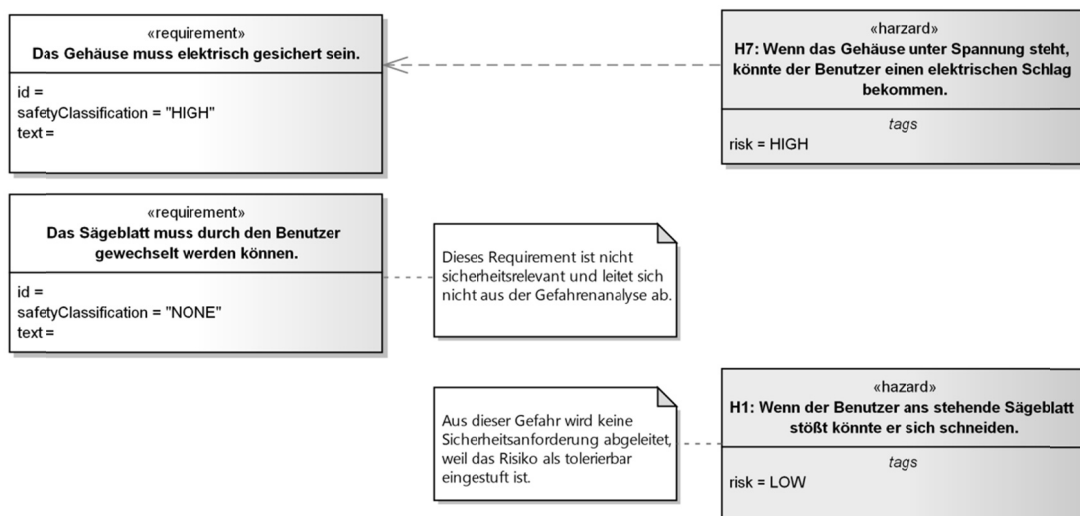 «requirement»
Das Gehäuse muss elektrisch gesichert sein.
id =
safetyClassification = "HIGH"
text =
«harzard»
H7: Wenn das Gehäuse unter Spannung steht,
könnte der Benutzer einen elektrischen Schlag
bekommen.
tags
risk = HIGH
«requirement»
Das Sägeblatt muss durch den Benutzer
gewechselt werden können.
id =
safetyClassification = "NONE"
text =
Dieses Requirement ist nicht
sicherheitsrelevant und leitet sich
nicht aus der Gefahrenanalyse ab.
Aus dieser Gefahr wird keine
Sicherheitsanforderung abgeleitet,
weil das Risiko als tolerierbar
eingestuft ist.
«hazard»
H1: Wenn der Benutzer ans stehende Sägeblatt
stößt könnte er sich schneiden.
tags
risk = LOW